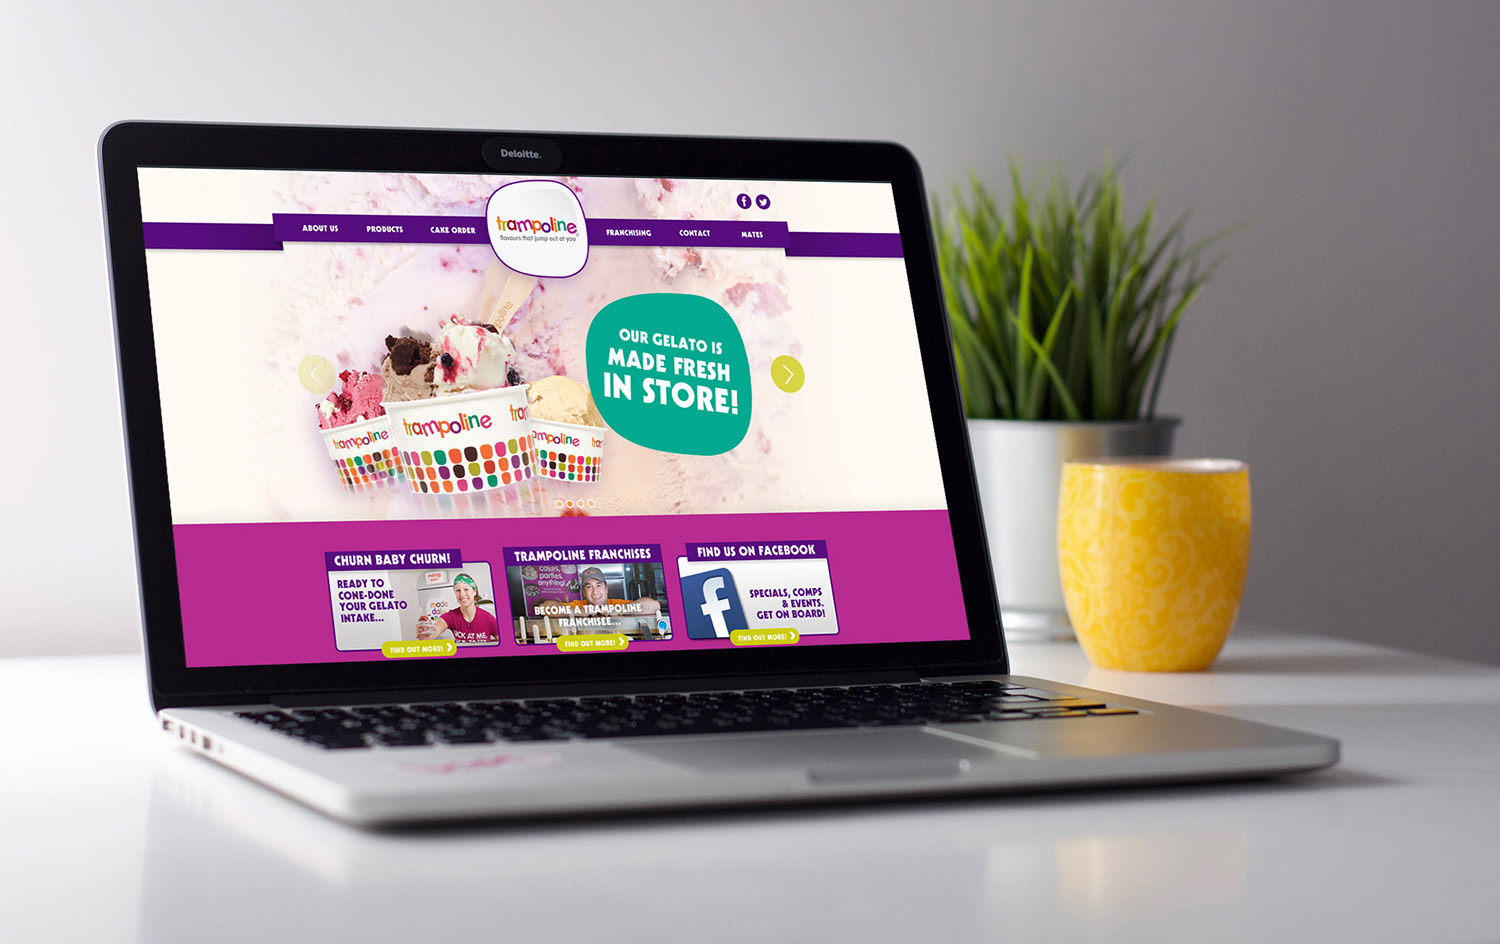 Deloitte.
trampoline
flavours that jump out at you
ABOUT US
PRODUCTS
CAKE ORDER
FRANCHISING
CONTACT
MATES
OUR GELATO IS
MADE FRESH
IN STORE!
trampoline
trampoline
CHURN BABY CHURN!
READY TO
CONE-DONE
YOUR GELATO
INTAKE...
FIND OUT MORE!
TRAMPOLINE FRANCHISES
cakes,
parties,
anything!
BECOME A TRAMPOLINE
FRANCHISEE...
FIND OUT MORE!
FIND US ON FACEBOOK
SPECIALS, COMPS
& EVENTS.
GET ON BOARD!
FIND OUT MORE!